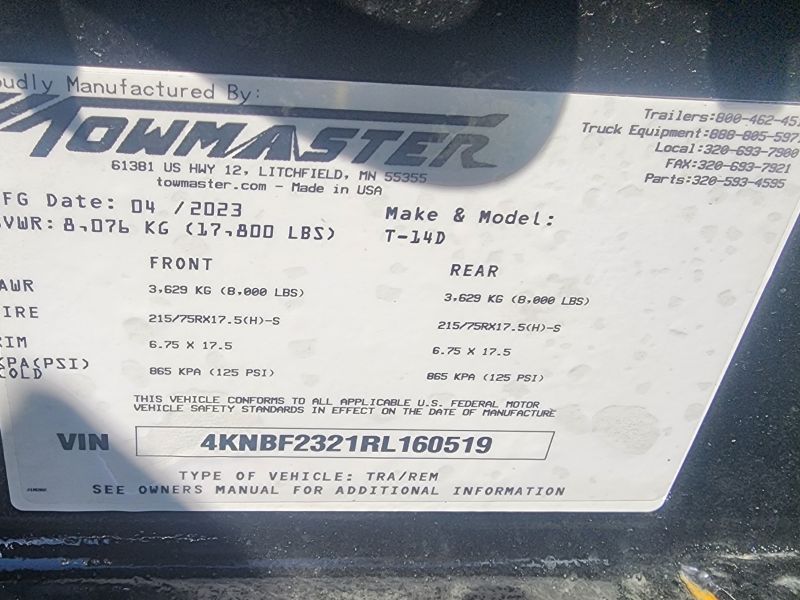 oudly Manufactured By:
TOWMASTER
61381 US HWY 12, LITCHFIELD, MN 55355
towmaster.com - Made in USA
Trailers:800-462-451
Truck Equipment:888-805-597
Local:320-693-7900
FAX:320-693-7921
Parts:320-593-4595
FG Date: 04 /2023
VWR: 8,076 KG (17,800 LBS)
Make & Model:
T-14D
FRONT REAR
AWR 3,629 KG (8,000 LBS) 3,629 KG (8,000 LBS)
IRE 215/75RX17.5(H)-S 215/75RX17.5(H)-S
IM 6.75 X 17.5 6.75 X 17.5
KPA(PSI) 865 KPA (125 PSI) 865 KPA (125 PSI)
COLD
THIS VEHICLE CONFORMS TO ALL APPLICABLE U.S. FEDERAL MOTOR
VEHICLE SAFETY STANDARDS IN EFFECT ON THE DATE OF MANUFACTURE
VIN 4KNBF2321RL160519
TYPE OF VEHICLE: TRA/REM
SEE OWNERS MANUAL FOR ADDITIONAL INFORMATION